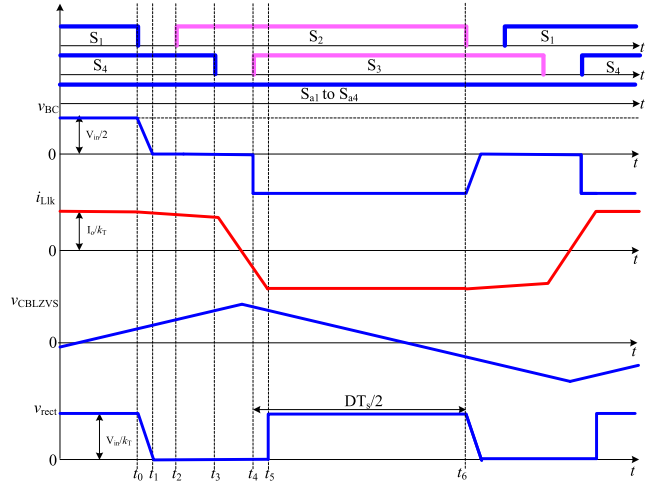 S1 S2 S1 t
S4 S3 S4 t
Sa1 to Sa4
vBC t
Vin/2
0
t
iLlk
Io/kT
0
t
vCBLZVS
0
t
vrect DTs/2
Vin/kT
0
t0 t1 t2 t3 t4 t5 t6 t